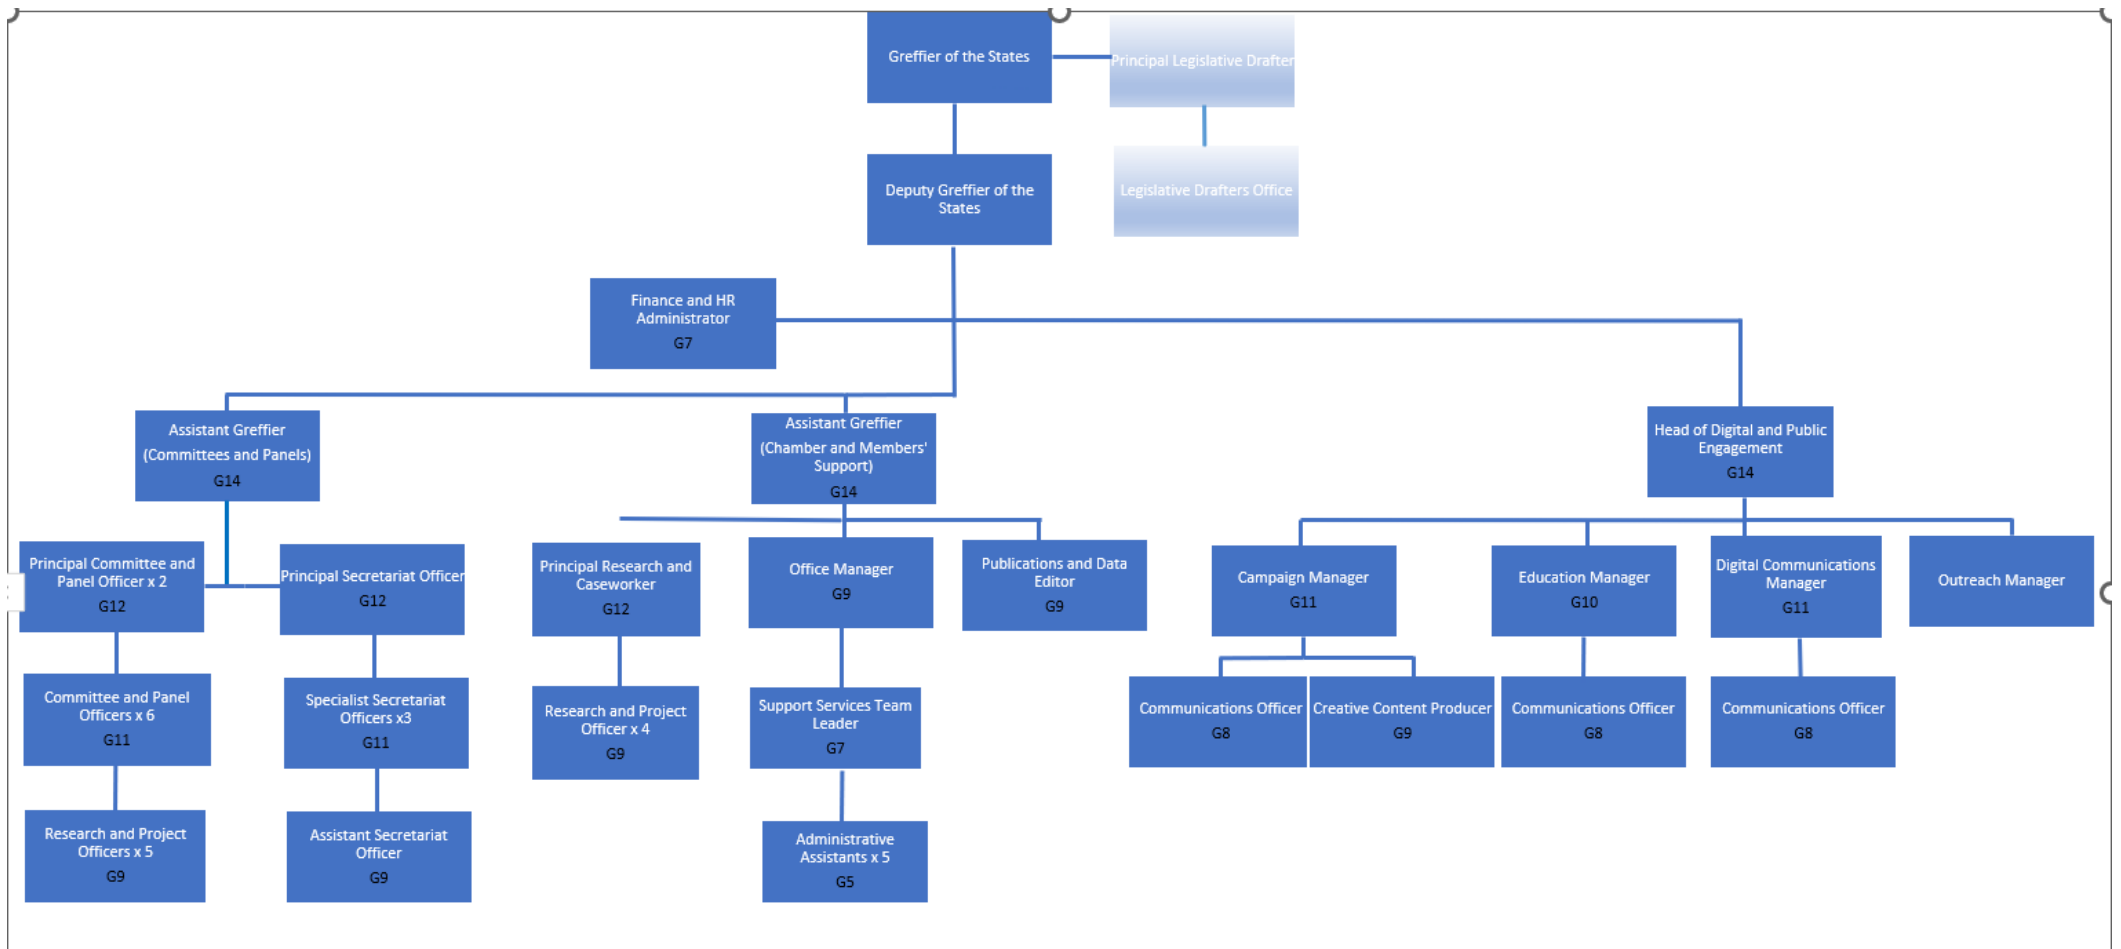 Greffier of the States
Principal Legislative Drafter
Deputy Greffier of the
States
Legislative Drafters Office
Finance and HR
Administrator
G7
Assistant Greffier
(Committees and Panels)
G14
Assistant Greffier
(Chamber and Members'
Support)
G14
Head of Digital and Public
Engagement
G14
Principal Committee and
Panel Officer x 2
G12
Principal Secretariat Officer
G12
Principal Research and
Caseworker
G12
Office Manager
G9
Publications and Data
Editor
G9
Campaign Manager
G11
Education Manager
G10
Digital Communications
Manager
G11
Outreach Manager
Committee and Panel
Officers x 6
G11
Specialist Secretariat
Officers x3
G11
Research and Project
Officer x 4
G9
Support Services Team
Leader
G7
Communications Officer
G8
Creative Content Producer
G9
Communications Officer
G8
Communications Officer
G8
Research and Project
Officers x 5
G9
Assistant Secretariat
Officer
G9
Administrative
Assistants x 5
G5